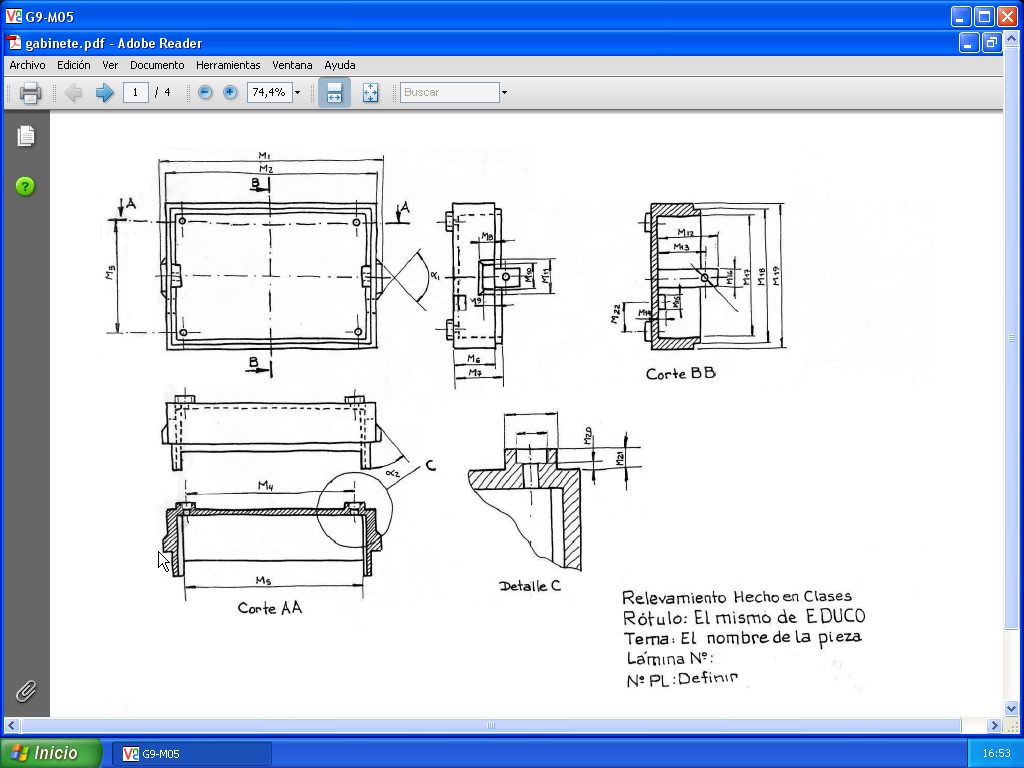 G9-M05
gabinete.pdf - Adobe Reader
Archivo Edición Ver Documento Herramientas Ventana Ayuda
1 / 4 74,4% Buscar
M1
M2
B
A A
M3
α1
B
M8
M10
M11
M9
M6
M7
M12
M13
M16
M17
M18
M19
M15
M14
M22
Corte BB
α2
C
M4
M5
Corte AA
M20
M21
Detalle C
Relevamiento Hecho en Clases
Rótulo: El mismo de EDUCO
Tema: El nombre de la pieza
Lámina Nº:
Nº PL: Definir
Inicio G9-M05 16:53